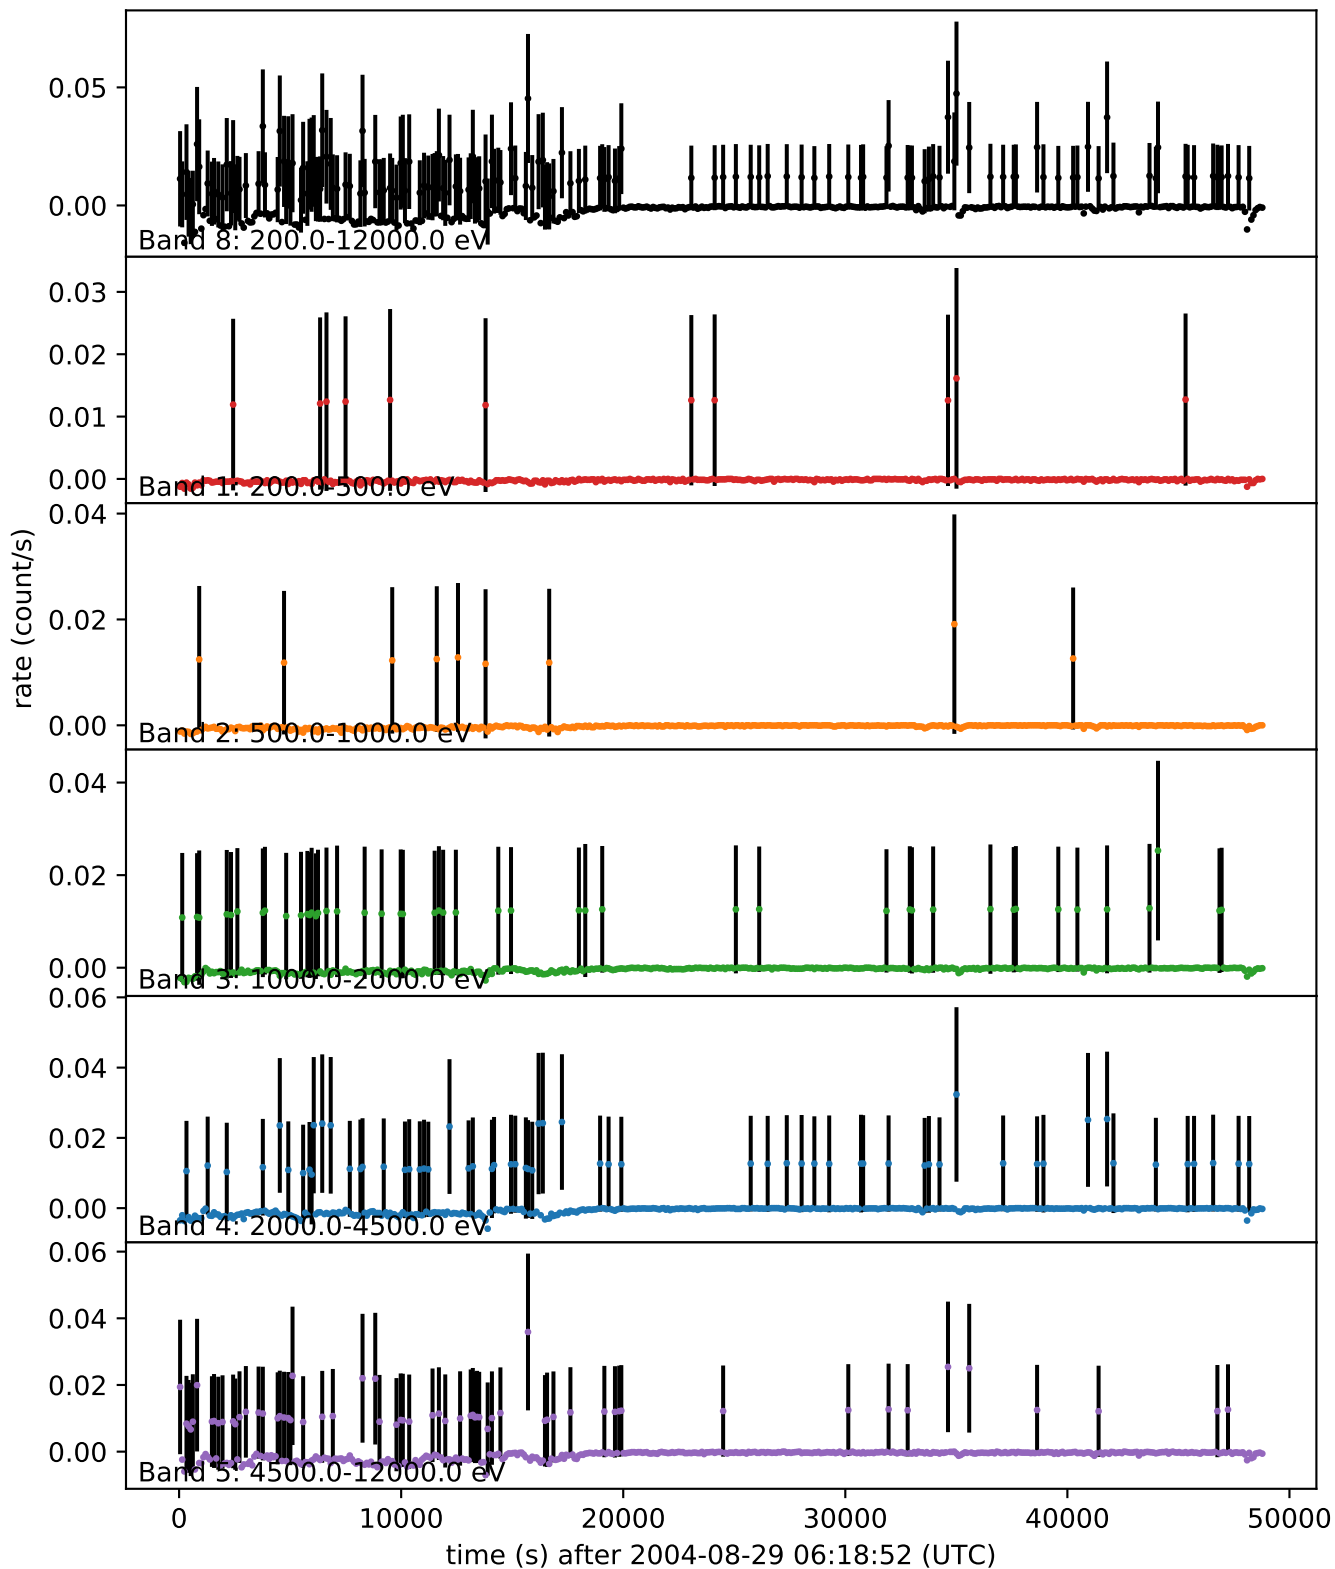 0.05
0.00
Band 8: 200.0-12000.0 eV
0.03
0.02
0.01
0.00
Band 1: 200.0-500.0 eV
0.04
0.02
0.00
Band 2: 500.0-1000.0 eV
rate (count/s)
0.04
0.02
0.00
Band 3: 1000.0-2000.0 eV
0.06
0.04
0.02
0.00
Band 4: 2000.0-4500.0 eV
0.06
0.04
0.02
0.00
Band 5: 4500.0-12000.0 eV
0 10000 20000 30000 40000 50000
time (s) after 2004-08-29 06:18:52 (UTC)